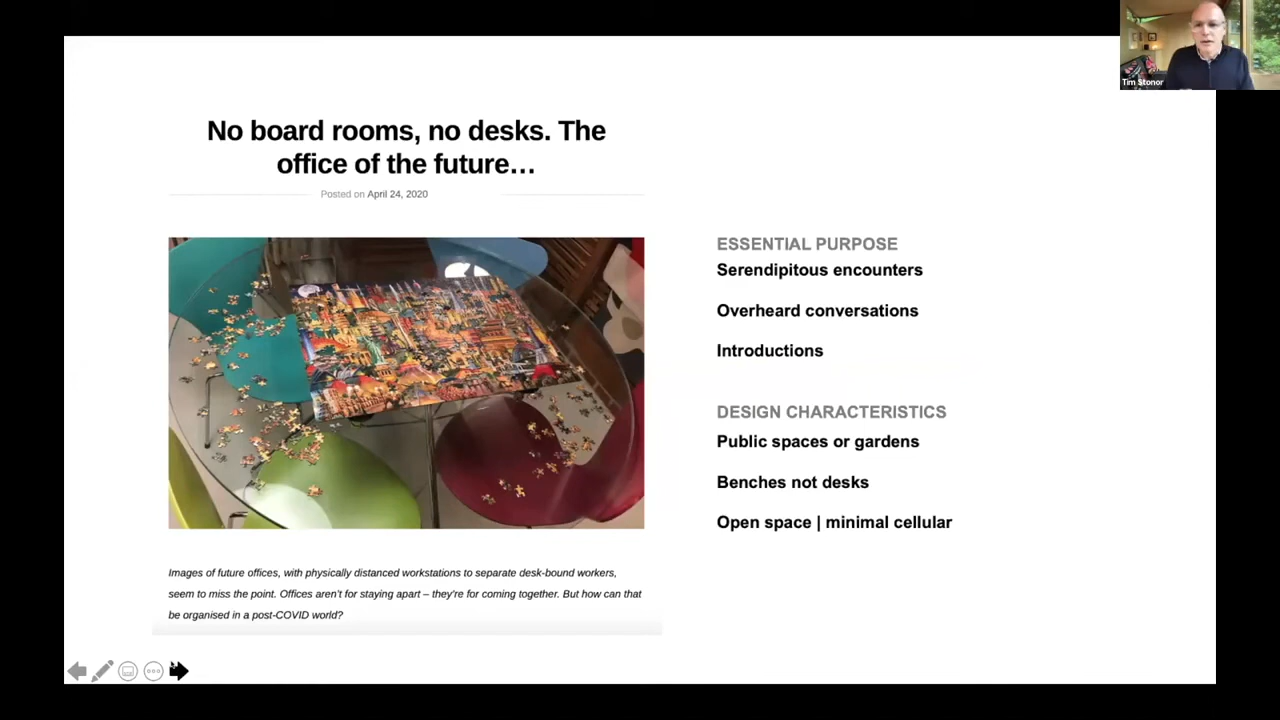 Tim Stonor
No board rooms, no desks. The
office of the future…
Posted on April 24, 2020
Images of future offices, with physically distanced workstations to separate desk-bound workers,
seem to miss the point. Offices aren't for staying apart – they're for coming together. But how can that
be organised in a post-COVID world?
ESSENTIAL PURPOSE
Serendipitous encounters
Overheard conversations
Introductions
DESIGN CHARACTERISTICS
Public spaces or gardens
Benches not desks
Open space | minimal cellular